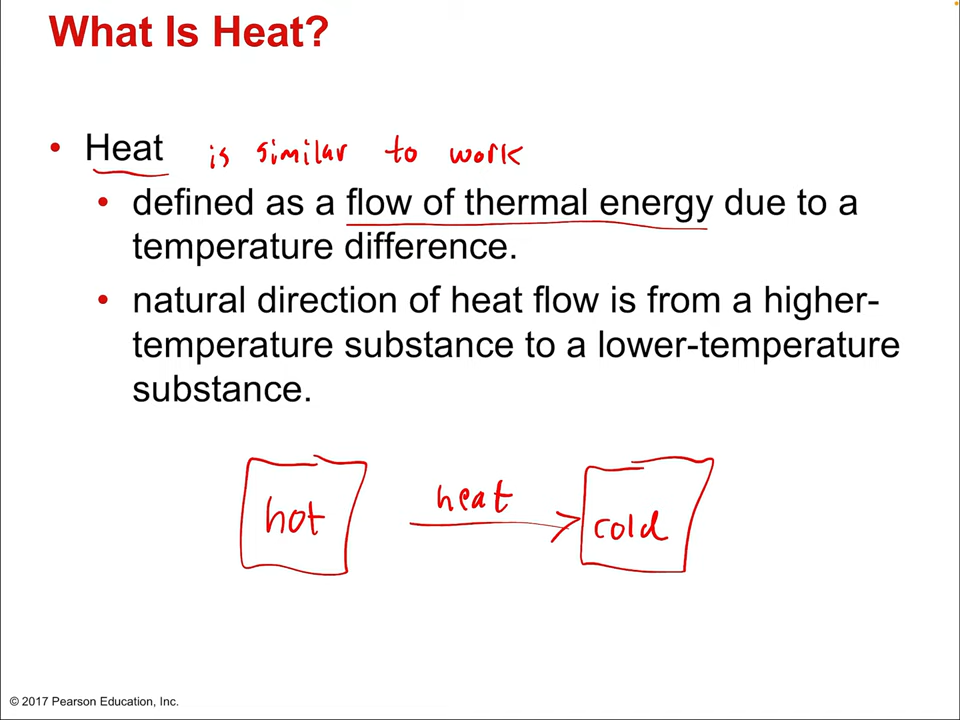 What Is Heat?
• Heat is similar to work
• defined as a flow of thermal energy due to a
temperature difference.
• natural direction of heat flow is from a higher-
temperature substance to a lower-temperature
substance.
hot heat cold
© 2017 Pearson Education, Inc.